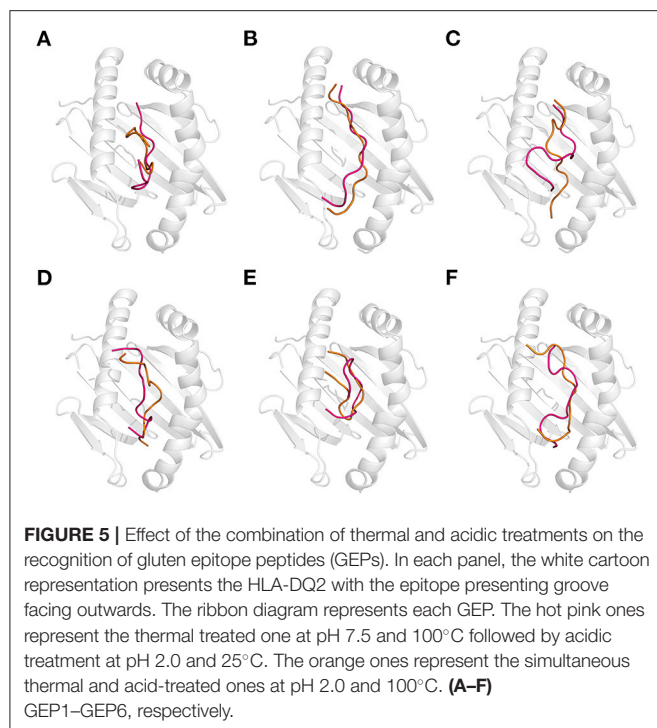 A B C
D E F
FIGURE 5 | Effect of the combination of thermal and acidic treatments on the
recognition of gluten epitope peptides (GEPs). In each panel, the white cartoon
representation presents the HLA-DQ2 with the epitope presenting groove
facing outwards. The ribbon diagram represents each GEP. The hot pink ones
represent the thermal treated one at pH 7.5 and 100°C followed by acidic
treatment at pH 2.0 and 25°C. The orange ones represent the simultaneous
thermal and acid-treated ones at pH 2.0 and 100°C. (A–F)
GEP1–GEP6, respectively.